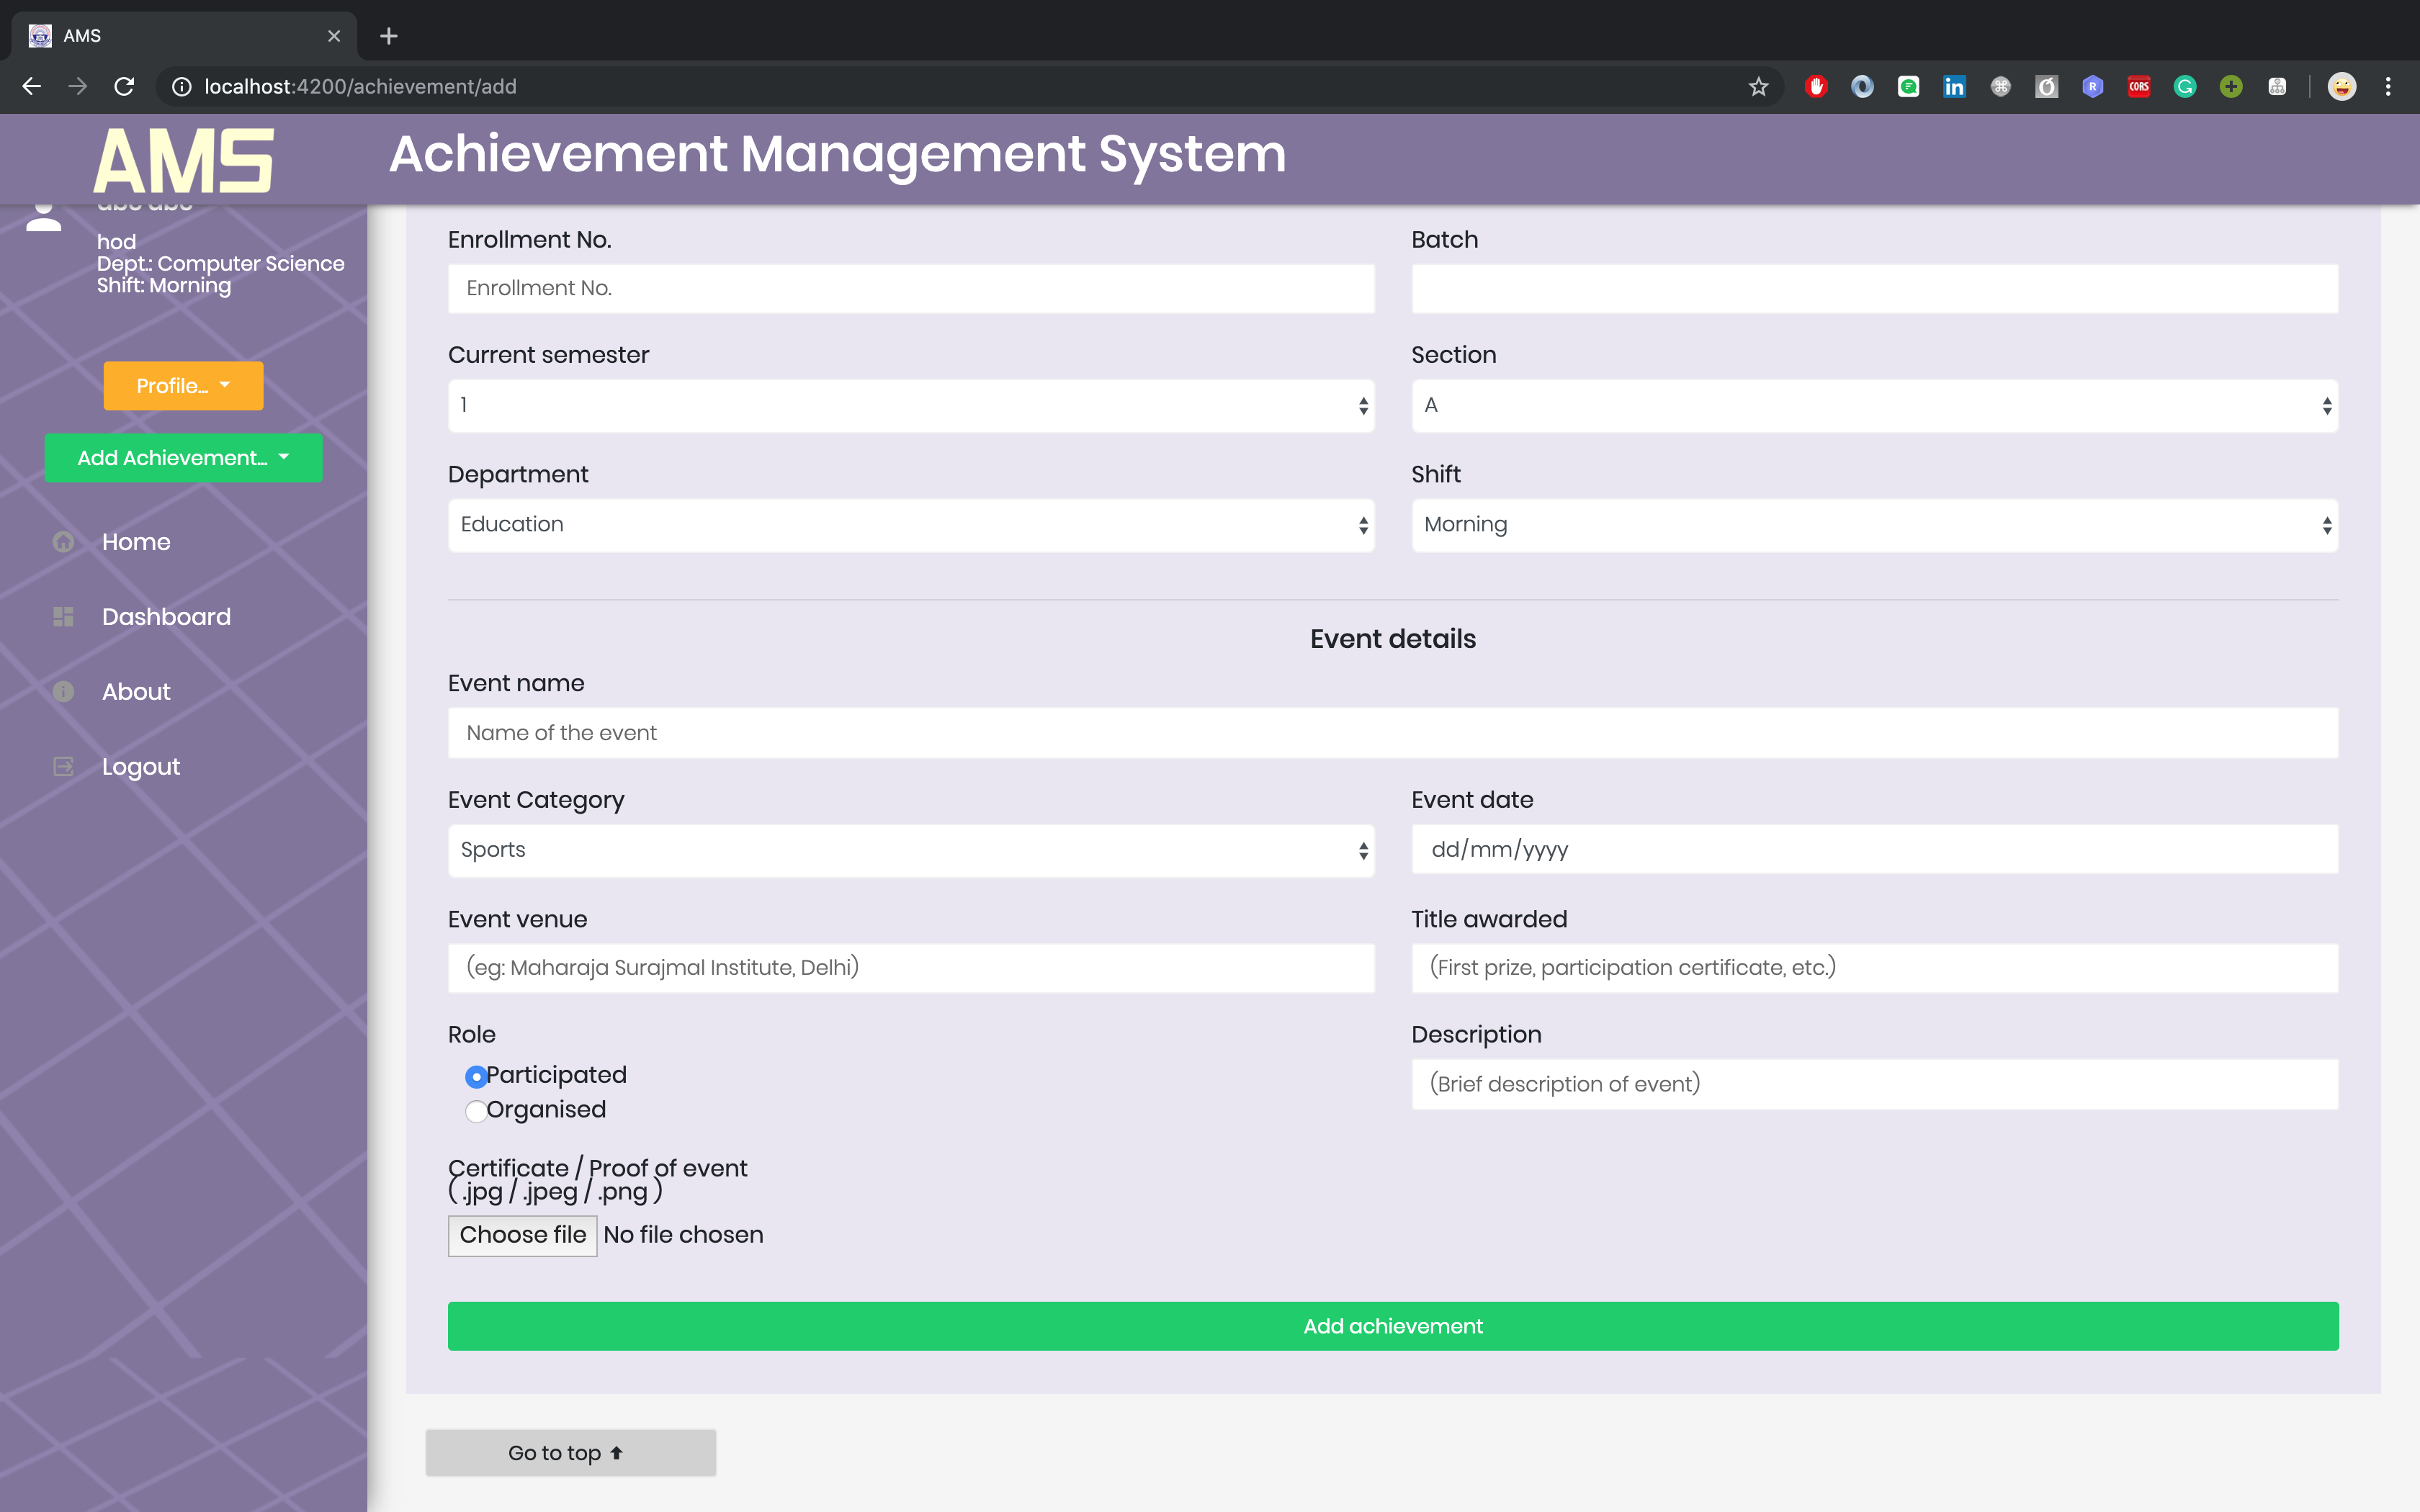 AMS
localhost:4200/achievement/add
AMS
Achievement Management System
hod
Dept.: Computer Science
Shift: Morning
Profile...
Add Achievement...
Home
Dashboard
About
Logout
Enrollment No.
Batch
Enrollment No.
Current semester
Section
1
A
Department
Shift
Education
Morning
Event details
Event name
Name of the event
Event Category
Event date
Sports
dd/mm/yyyy
Event venue
Title awarded
(eg: Maharaja Surajmal Institute, Delhi)
(First prize, participation certificate, etc.)
Role
Description
Participated
(Brief description of event)
Organised
Certificate / Proof of event
( .jpg / .jpeg / .png )
Choose file No file chosen
Add achievement
Go to top